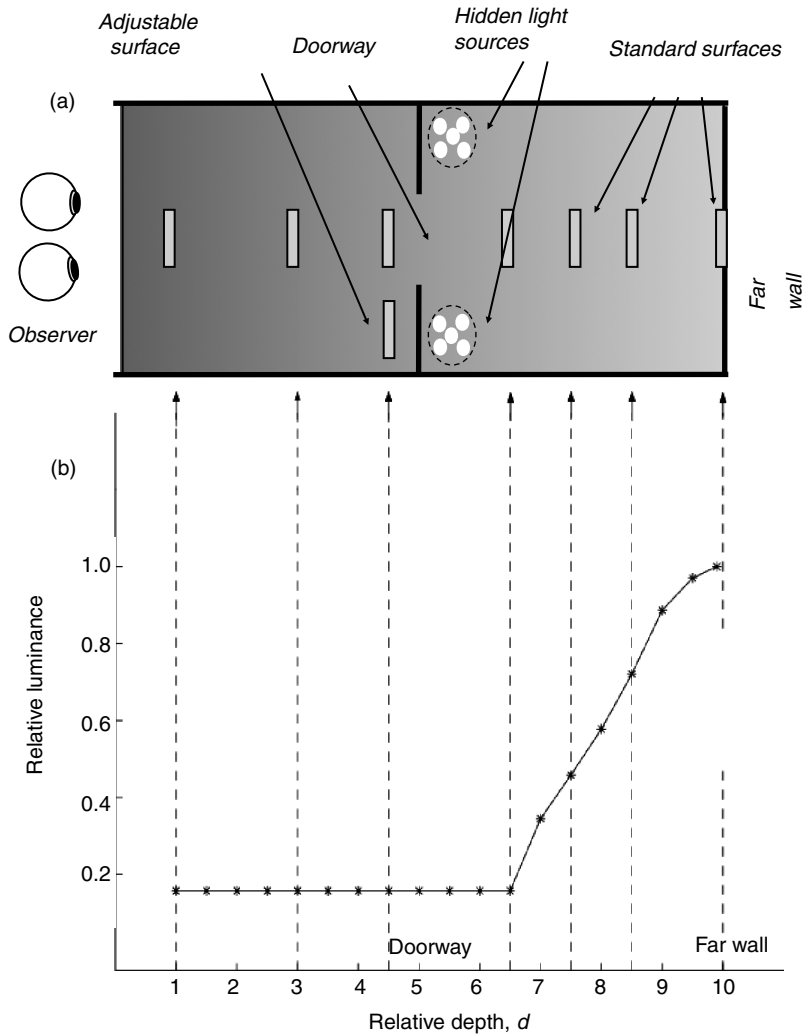 Adjustable
surface
Doorway
Hidden light
sources
Standard surfaces
(a)
Observer
Far
wall
(b)
Relative luminance
1.0
0.8
0.6
0.4
0.2
Doorway
Far wall
1 2 3 4 5 6 7 8 9 10
Relative depth, d